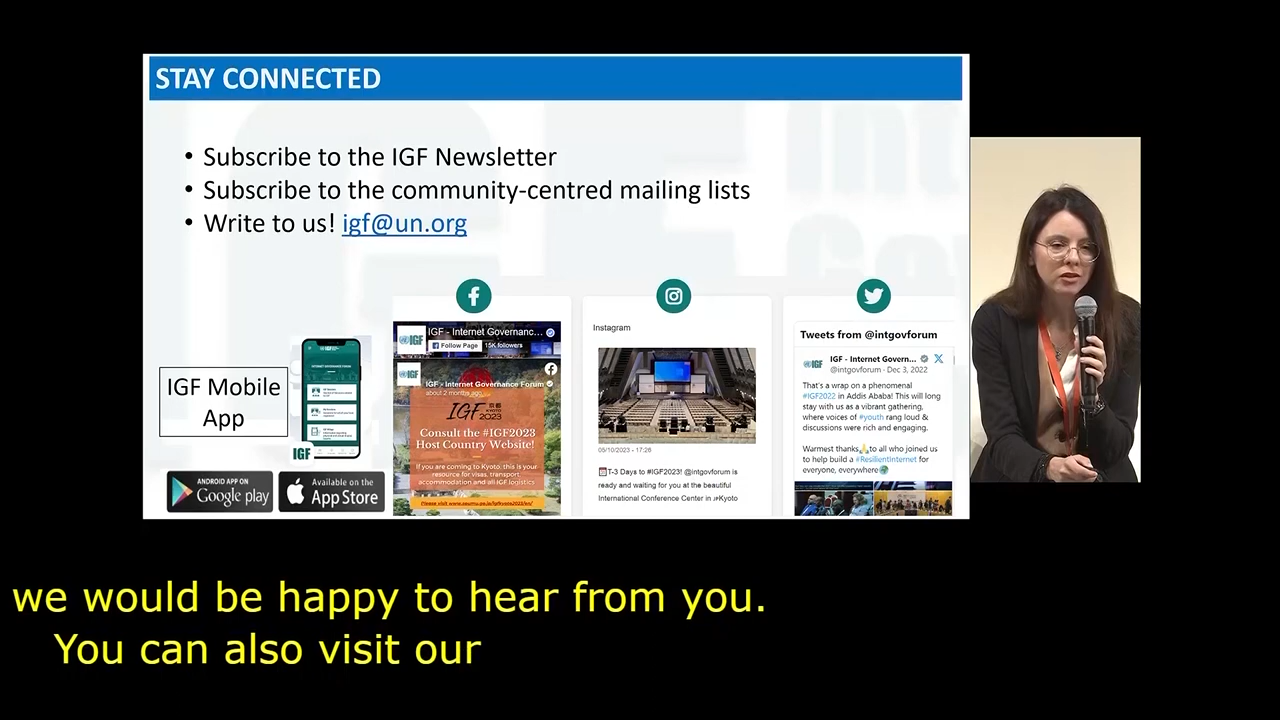 STAY CONNECTED
• Subscribe to the IGF Newsletter
• Subscribe to the community-centred mailing lists
• Write to us! igf@un.org
IGF Mobile
App
IGF
ANDROID APP ON
Google play
Available on the
App Store
IGF
IGF - Internet Governanc...
Follow Page
15K followers
IGF
IGF - Internet Governance Forum
about 2 months ago
IGF KYOTO
2023
Consult the #IGF2023
Host Country Website!
If you are coming to Kyoto, this is your
resource for visas, transport
accommodation and all IGF logistics
Instagram
05/10/2023 - 17:26
T-3 Days to #IGF2023! @intgovforum is
ready and waiting for you at the beautiful
International Conference Center in #Kyoto
Tweets from @intgovforum
IGF
IGF - Internet Govern...
@intgovforum · Dec 3, 2022
That's a wrap on a phenomenal
#IGF2022 in Addis Ababa! This will long
stay with us as a vibrant gathering,
where voices of #youth rang loud &
discussions were rich and engaging.
Warmest thanks🙏to all who joined us
to help build a #ResilientInternet for
everyone, everywhere🌍
we would be happy to hear from you.
You can also visit our